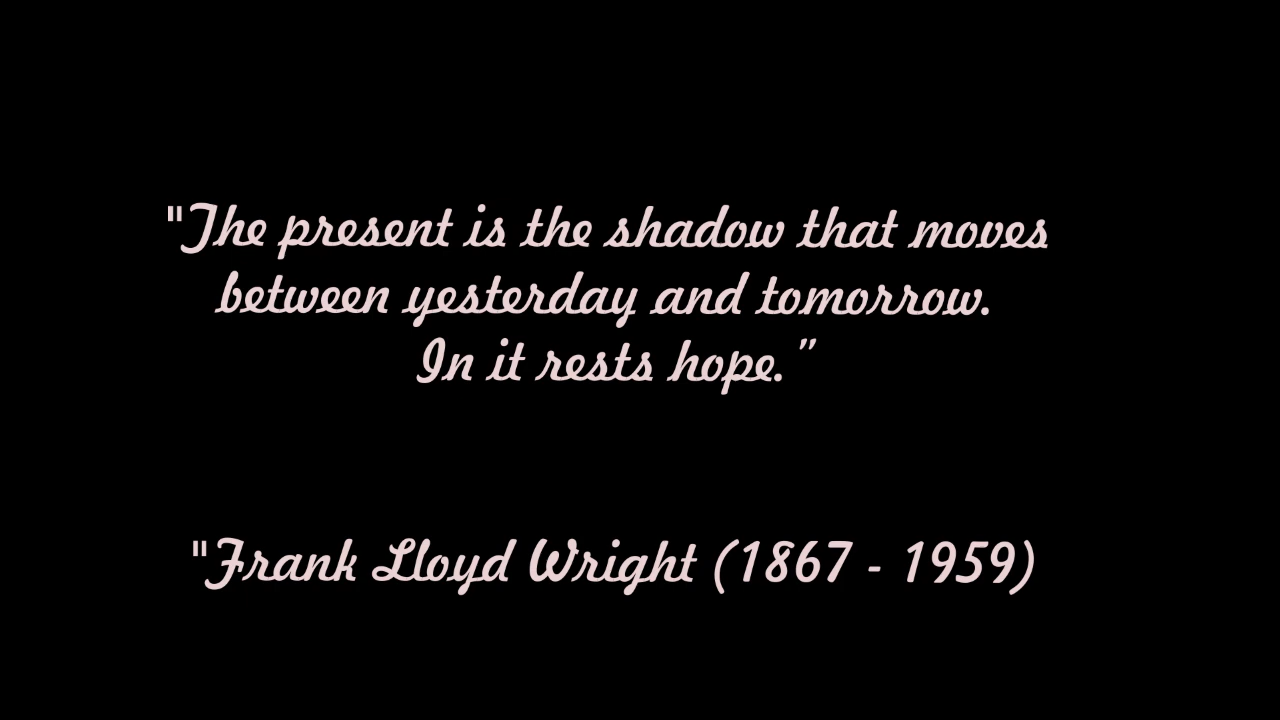 "The present is the shadow that moves
between yesterday and tomorrow.
In it rests hope."
"Frank Lloyd Wright (1867 - 1959)